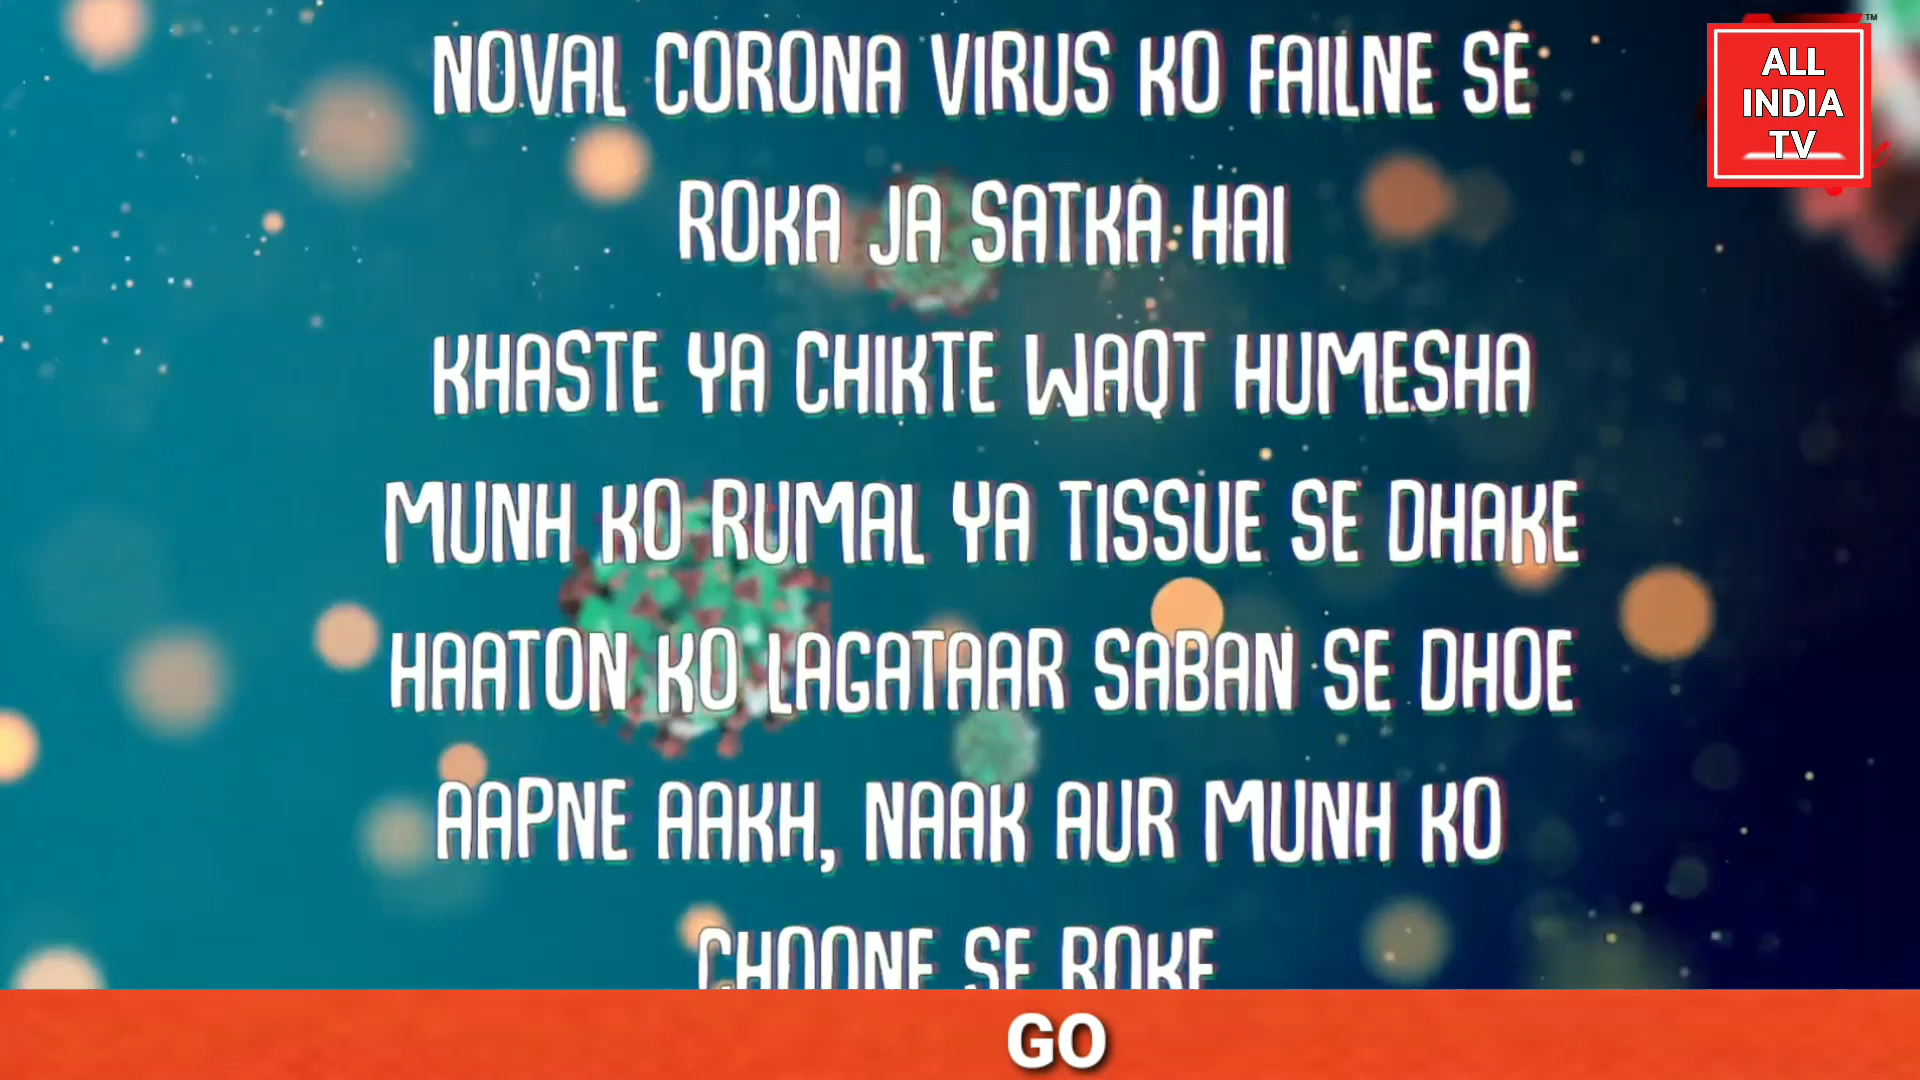 NOVAL CORONA VIRUS KO FAILNE SE
ROKA JA SATKA HAI
KHASTE YA CHIKTE WAQT HUMESHA
MUNH KO RUMAL YA TISSUE SE DHAKE
HAATON KO LAGATAAR SABAN SE DHOE
AAPNE AAKH, NAAK AUR MUNH KO
CHOONE SE ROKE
ALL
INDIA
TV
GO